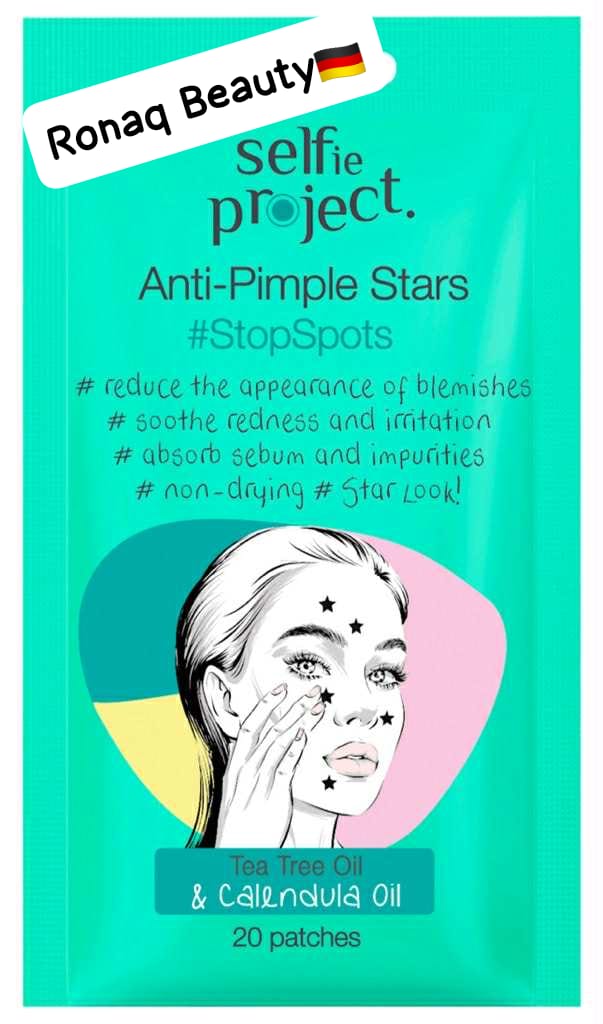 Ronaq Beauty🇩🇪
selfie
project.
Anti-Pimple Stars
#StopSpots
# reduce the appearance of blemishes
# soothe redness and irritation
# absorb sebum and impurities
# non-drying # Star Look!
Tea Tree Oil
& Calendula Oil
20 patches